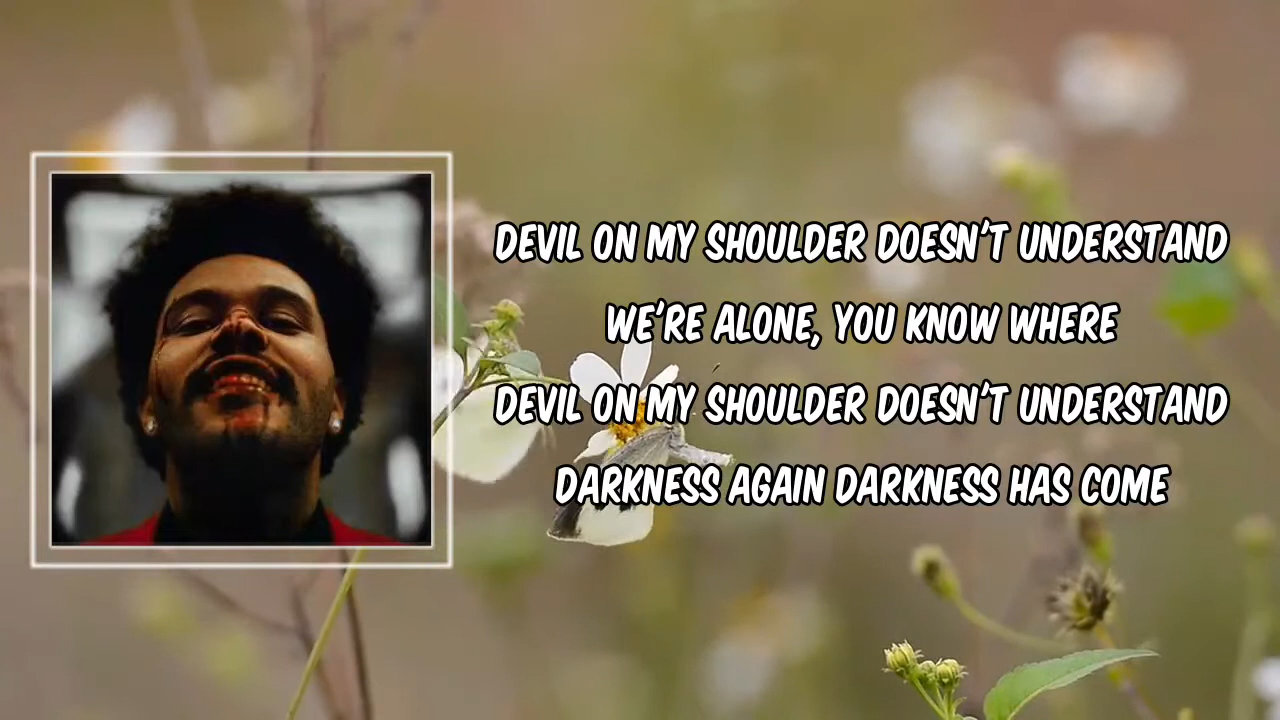 DEVIL ON MY SHOULDER DOESN'T UNDERSTAND
WE'RE ALONE, YOU KNOW WHERE
DEVIL ON MY SHOULDER DOESN'T UNDERSTAND
DARKNESS AGAIN DARKNESS HAS COME